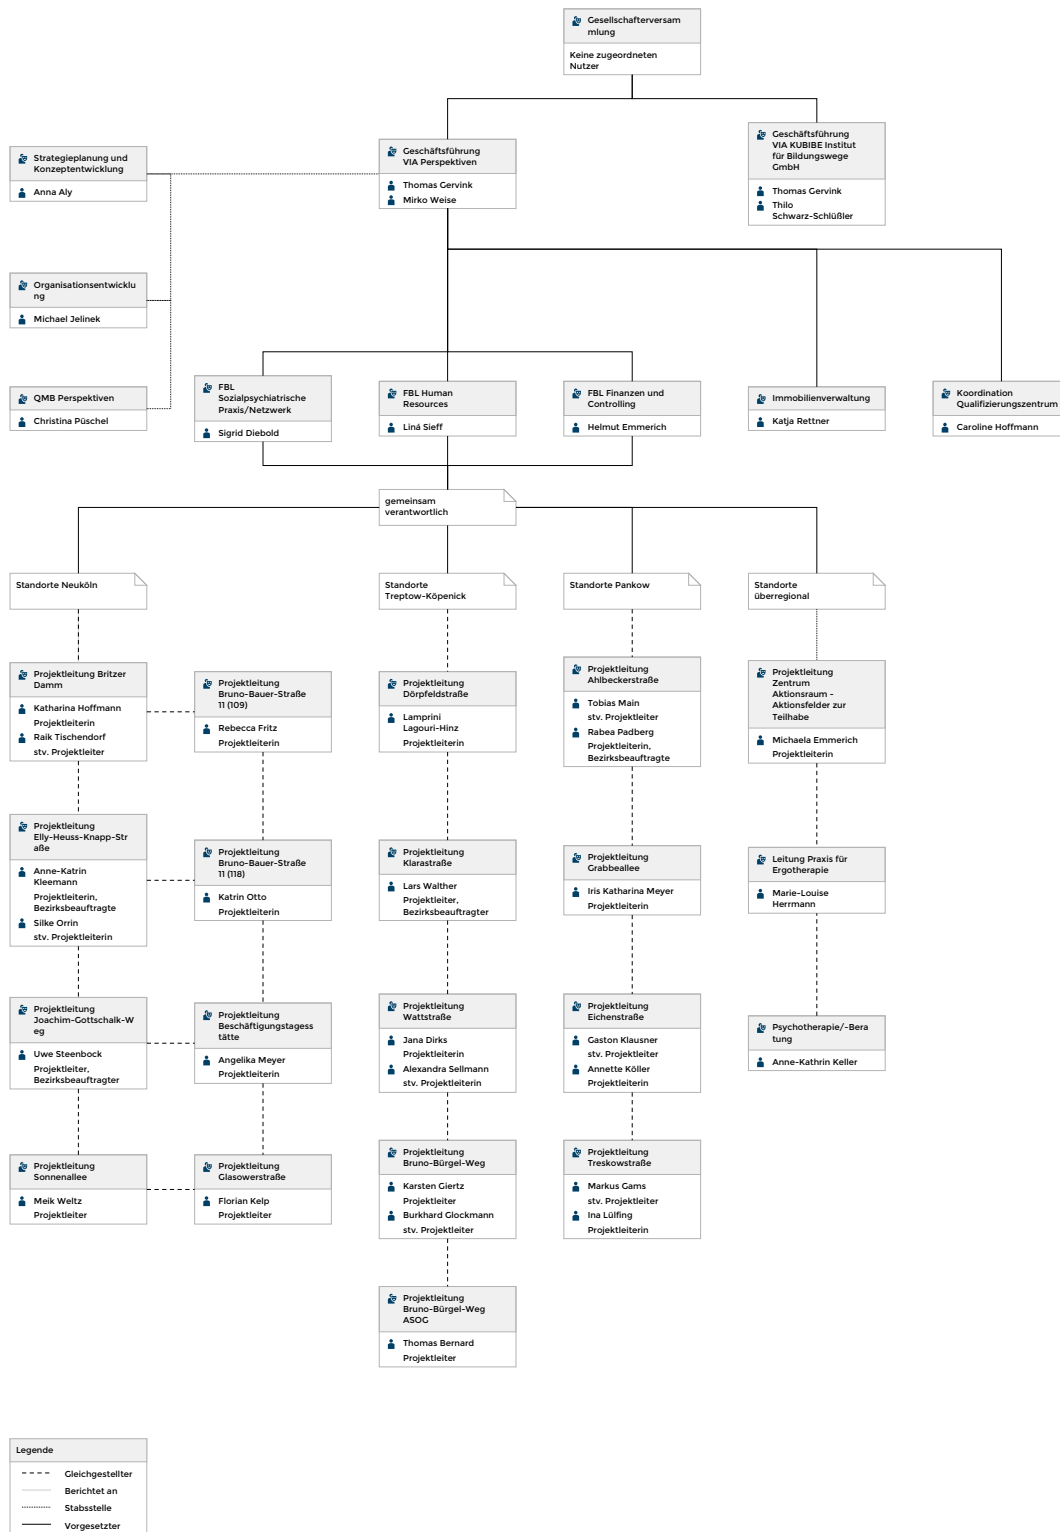 Gesellschafterversam
mlung
Keine zugeordneten
Nutzer
Strategieplanung und
Konzeptentwicklung
Anna Aly
Geschäftsführung
VIA Perspektiven
Thomas Gervink
Mirko Weise
Geschäftsführung
VIA KUBIBE Institut
für Bildungswege
GmbH
Thomas Gervink
Thilo
Schwarz-Schlüßler
Organisationsentwicklu
ng
Michael Jelinek
QMB Perspektiven
Christina Püschel
FBL
Sozialpsychiatrische
Praxis/Netzwerk
Sigrid Diebold
FBL Human
Resources
Liná Sieff
FBL Finanzen und
Controlling
Helmut Emmerich
Immobilienverwaltung
Katja Rettner
Koordination
Qualifizierungszentrum
Caroline Hoffmann
gemeinsam
verantwortlich
Standorte Neuköln
Standorte
Treptow-Köpenick
Standorte Pankow
Standorte
überregional
Projektleitung Britzer
Damm
Katharina Hoffmann
Projektleiterin
Raik Tischendorf
stv. Projektleiter
Projektleitung
Bruno-Bauer-Straße
11 (109)
Rebecca Fritz
Projektleiterin
Projektleitung
Dörpfeldstraße
Lamprini
Lagouri-Hinz
Projektleiterin
Projektleitung
Ahlbeckerstraße
Tobias Main
stv. Projektleiter
Rabea Padberg
Projektleiterin,
Bezirksbeauftragte
Projektleitung
Zentrum
Aktionsraum -
Aktionsfelder zur
Teilhabe
Michaela Emmerich
Projektleiterin
Projektleitung
Elly-Heuss-Knapp-Str
aße
Anne-Katrin
Kleemann
Projektleiterin,
Bezirksbeauftragte
Silke Orrin
stv. Projektleiterin
Projektleitung
Bruno-Bauer-Straße
11 (118)
Katrin Otto
Projektleiterin
Projektleitung
Klarastraße
Lars Walther
Projektleiter,
Bezirksbeauftragter
Projektleitung
Grabbeallee
Iris Katharina Meyer
Projektleiterin
Leitung Praxis für
Ergotherapie
Marie-Louise
Herrmann
Projektleitung
Joachim-Gottschalk-W
eg
Uwe Steenbock
Projektleiter,
Bezirksbeauftragter
Projektleitung
Beschäftigungstagess
tätte
Angelika Meyer
Projektleiterin
Projektleitung
Wattstraße
Jana Dirks
Projektleiterin
Alexandra Sellmann
stv. Projektleiterin
Projektleitung
Eichenstraße
Gaston Klausner
stv. Projektleiter
Annette Köller
Projektleiterin
Psychotherapie/-Bera
tung
Anne-Kathrin Keller
Projektleitung
Sonnenallee
Meik Weltz
Projektleiter
Projektleitung
Glasowerstraße
Florian Kelp
Projektleiter
Projektleitung
Bruno-Bürgel-Weg
Karsten Giertz
Projektleiter
Burkhard Glockmann
stv. Projektleiter
Projektleitung
Treskowstraße
Markus Gams
stv. Projektleiter
Ina Lülfing
Projektleiterin
Projektleitung
Bruno-Bürgel-Weg
ASOG
Thomas Bernard
Projektleiter
Legende
Gleichgestellter
Berichtet an
Stabsstelle
Vorgesetzter